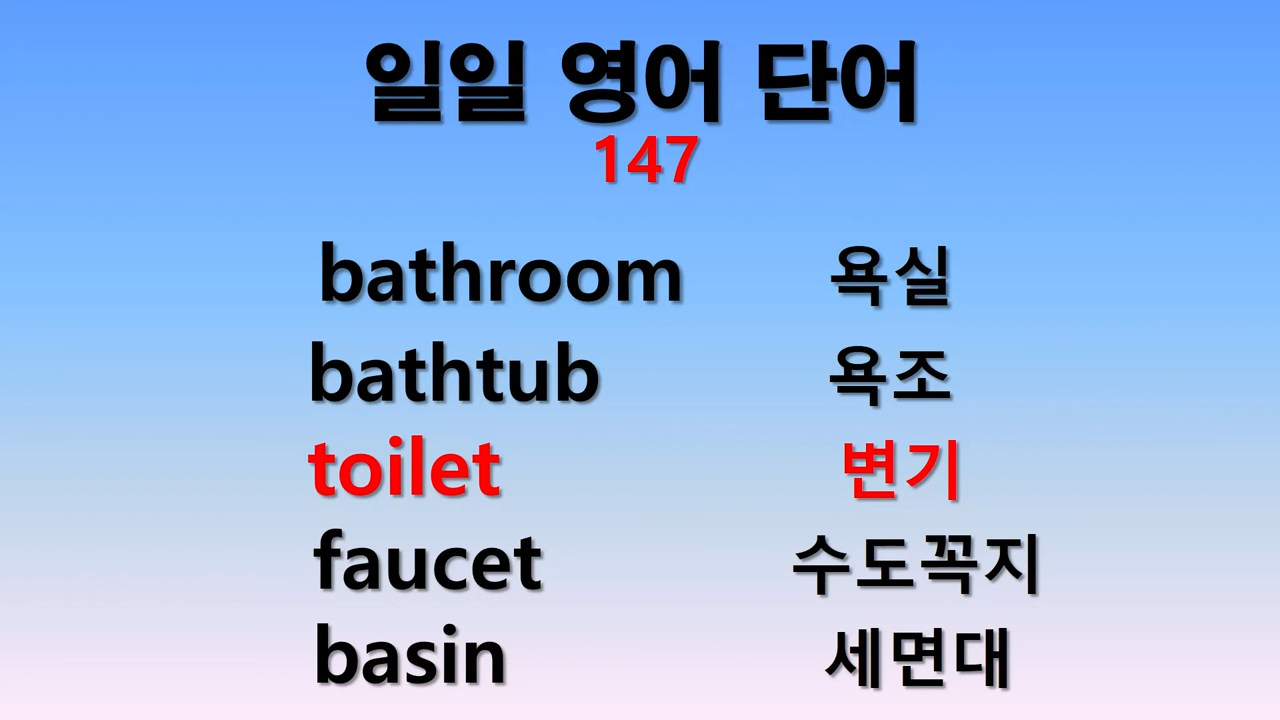 일일 영어 단어
147
bathroom 욕실
bathtub 욕조
toilet 변기
faucet 수도꼭지
basin 세면대